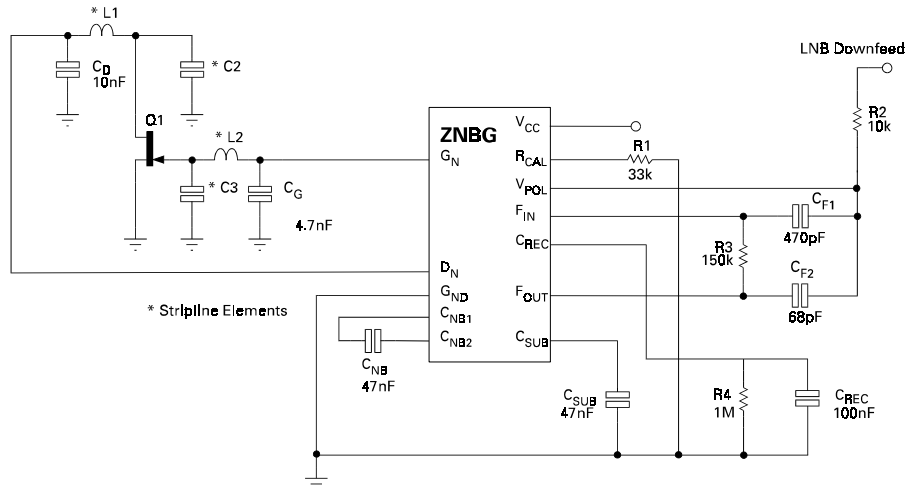 * L1
LNB Downfeed
CD
10nF
* C2
R2
10k
Q1
ZNBG
VCC
* L2
GN
RCAL
R1
33k
VPOL
* C3
CG
4.7nF
FIN
CF1
470pF
CREC
R3
150k
DN
CF2
GND
FOUT
68pF
* Stripline Elements
CNB1
CNB2
CSUB
CNB
47nF
CSUB
47nF
R4
1M
CREC
100nF